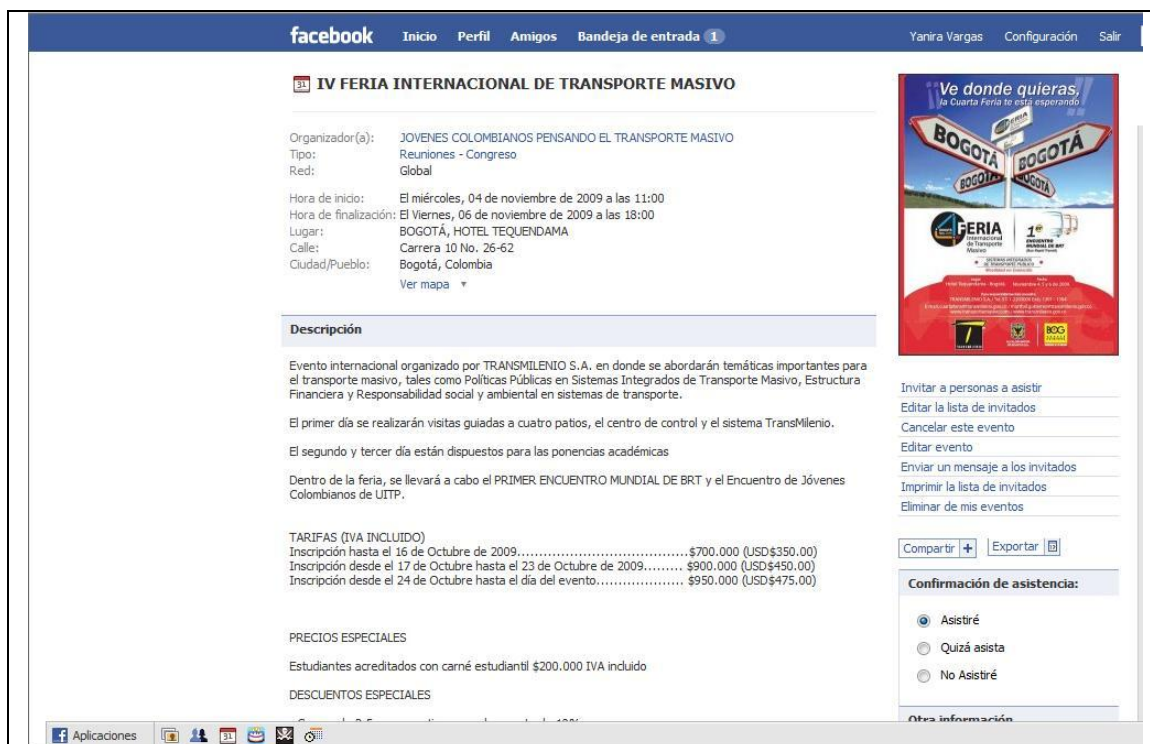 facebook Inicio Perfil Amigos Bandeja de entrada 1 Yanira Vargas Configuración Salir
IV FERIA INTERNACIONAL DE TRANSPORTE MASIVO
Organizador(a): JOVENES COLOMBIANOS PENSANDO EL TRANSPORTE MASIVO
Tipo: Reuniones - Congreso
Red: Global
Hora de inicio: El miércoles, 04 de noviembre de 2009 a las 11:00
Hora de finalización: El Viernes, 06 de noviembre de 2009 a las 18:00
Lugar: BOGOTÁ, HOTEL TEQUENDAMA
Calle: Carrera 10 No. 26-62
Ciudad/Pueblo: Bogotá, Colombia
Ver mapa
Descripción
Evento internacional organizado por TRANSMILENIO S.A. en donde se abordarán temáticas importantes para
el transporte masivo, tales como Políticas Públicas en Sistemas Integrados de Transporte Masivo, Estructura
Financiera y Responsabilidad social y ambiental en sistemas de transporte.
El primer día se realizarán visitas guiadas a cuatro patios, el centro de control y el sistema TransMilenio.
El segundo y tercer día están dispuestos para las ponencias académicas
Dentro de la feria, se llevará a cabo el PRIMER ENCUENTRO MUNDIAL DE BRT y el Encuentro de Jóvenes
Colombianos de UITP.
TARIFAS (IVA INCLUIDO)
Inscripción hasta el 16 de Octubre de 2009.......................................$700.000 (USD$350.00)
Inscripción desde el 17 de Octubre hasta el 23 de Octubre de 2009......... $900.000 (USD$450.00)
Inscripción desde el 24 de Octubre hasta el día del evento.................... $950.000 (USD$475.00)
PRECIOS ESPECIALES
Estudiantes acreditados con carné estudiantil $200.000 IVA incluido
DESCUENTOS ESPECIALES
Ve donde quieras,
la Cuarta Feria te está esperando
FERIA
BOGOTÁ
BOGOTÁ
BOGOTÁ
BOGOTÁ
FERIA
Internacional
de Transporte
Masivo
1er
ENCUENTRO
MUNDIAL DE BRT
BOG
Invitar a personas a asistir
Editar la lista de invitados
Cancelar este evento
Editar evento
Enviar un mensaje a los invitados
Imprimir la lista de invitados
Eliminar de mis eventos
Compartir + Exportar
Confirmación de asistencia:
Asistiré
Quizá asista
No Asistiré
Otra información
Aplicaciones